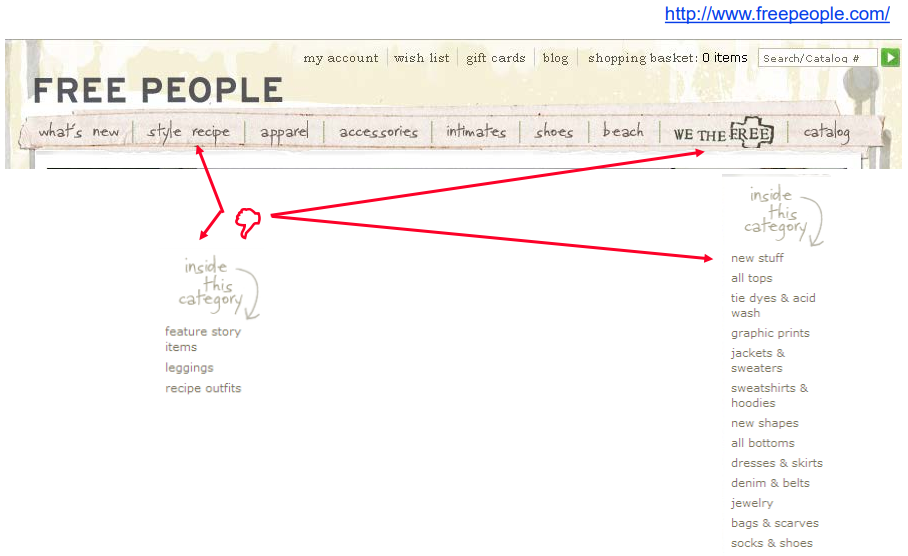 http://www.freepeople.com/
my account wish list gift cards blog shopping basket: 0 items Search/Catalog #
FREE PEOPLE
what's new style recipe apparel accessories intimates shoes beach WE THE FREE catalog
inside
this
category
feature story
items
leggings
recipe outfits
inside
this
category
new stuff
all tops
tie dyes & acid
wash
graphic prints
jackets &
sweaters
sweatshirts &
hoodies
new shapes
all bottoms
dresses & skirts
denim & belts
jewelry
bags & scarves
socks & shoes